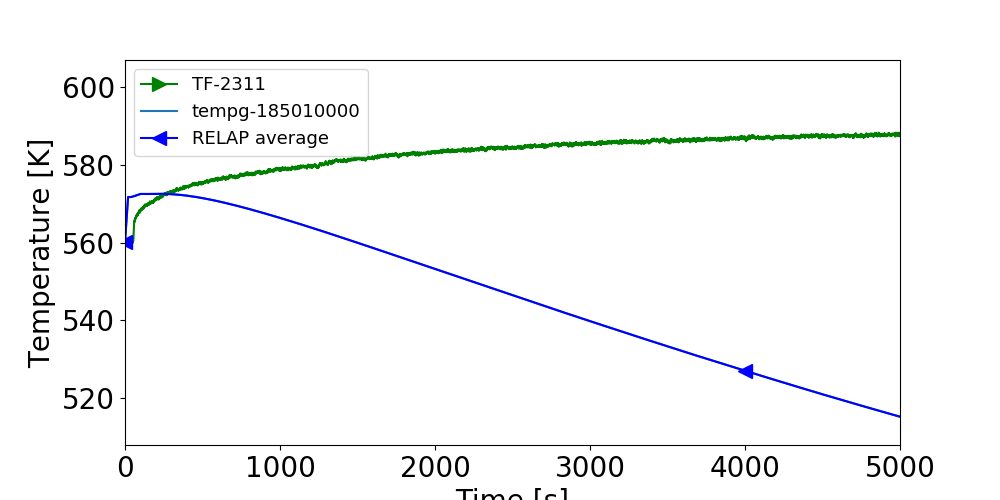 TF-2311
tempg-185010000
RELAP average
Temperature [K]
600
580
560
540
520
0 1000 2000 3000 4000 5000
Time [s]